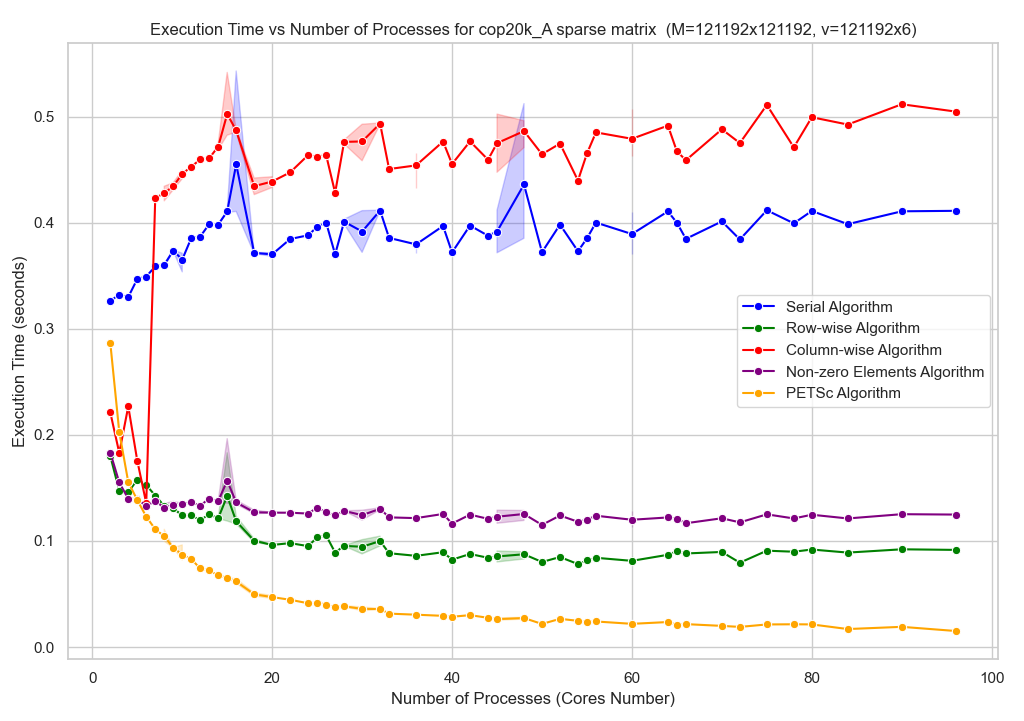 Execution Time vs Number of Processes for cop20k_A sparse matrix  (M=121192x121192, v=121192x6)
Execution Time (seconds)
0.5
0.4
0.3
0.2
0.1
0.0
Serial Algorithm
Row-wise Algorithm
Column-wise Algorithm
Non-zero Elements Algorithm
PETSc Algorithm
0 20 40 60 80 100
Number of Processes (Cores Number)